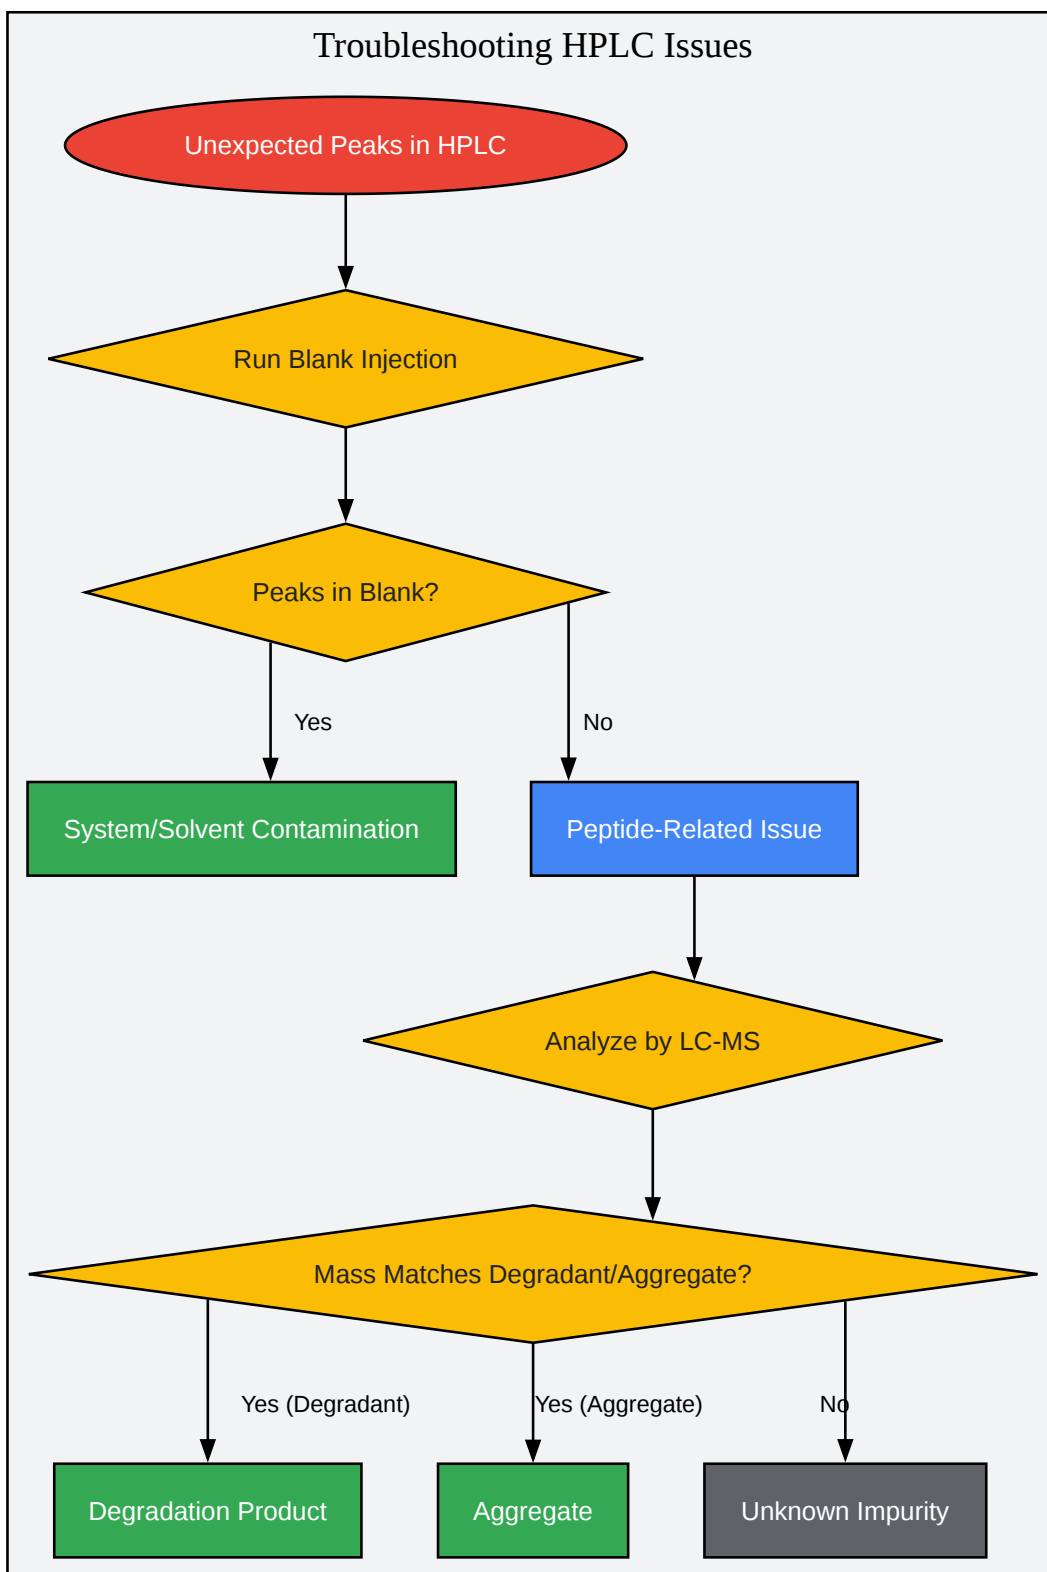 Troubleshooting HPLC Issues
Unexpected Peaks in HPLC
Run Blank Injection
Peaks in Blank?
Yes
No
System/Solvent Contamination
Peptide-Related Issue
Analyze by LC-MS
Mass Matches Degradant/Aggregate?
Yes (Degradant)
Yes (Aggregate)
No
Degradation Product
Aggregate
Unknown Impurity